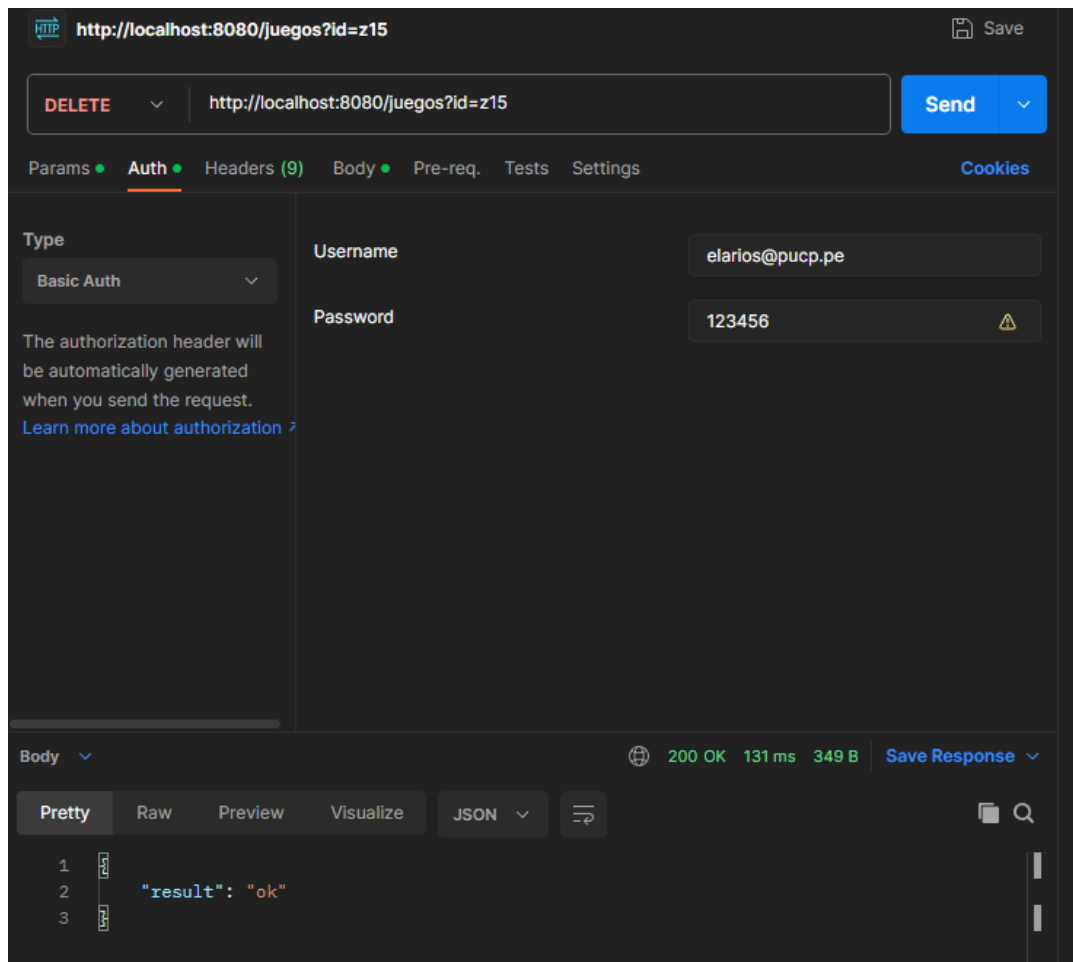 HTTP http://localhost:8080/juegos?id=z15 Save
DELETE http://localhost:8080/juegos?id=z15 Send
Params Auth Headers (9) Body Pre-req. Tests Settings Cookies
Type
Basic Auth
The authorization header will
be automatically generated
when you send the request.
Learn more about authorization
Username elarios@pucp.pe
Password 123456
Body 200 OK 131 ms 349 B Save Response
Pretty Raw Preview Visualize JSON
1 {
2 "result": "ok"
3 }